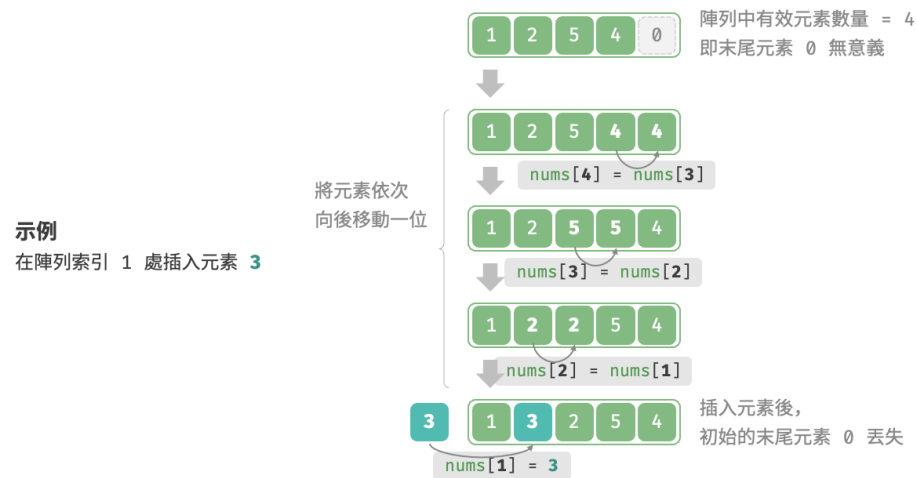 1 2 5 4 0
陣列中有效元素數量 = 4
即末尾元素 0 無意義
1 2 5 4 4
nums[4] = nums[3]
將元素依次
向後移動一位
1 2 5 5 4
nums[3] = nums[2]
示例
在陣列索引 1 處插入元素 3
1 2 2 5 4
nums[2] = nums[1]
3
1 3 2 5 4
nums[1] = 3
插入元素後，
初始的末尾元素 0 丟失